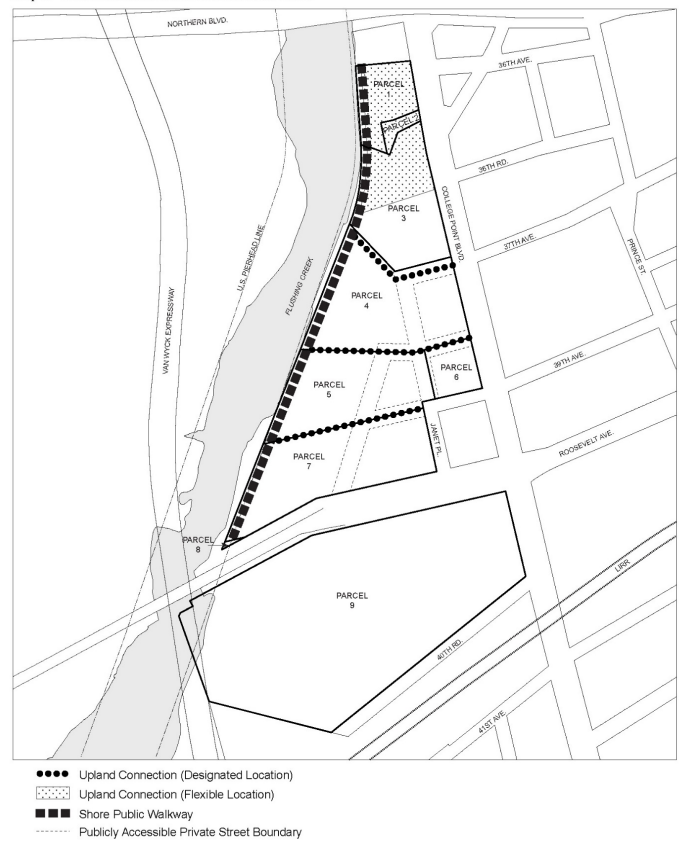 NORTHERN BLVD.
36TH AVE.
PARCEL
1
PARCEL 2
36TH RD.
COLLEGE POINT BLVD.
PARCEL
3
37TH AVE.
PRINCE ST.
U.S. PIERHEAD LINE
FLUSHING CREEK
VAN WYCK EXPRESSWAY
PARCEL
4
39TH AVE.
PARCEL
5
PARCEL
6
JANET PL.
ROOSEVELT AVE.
PARCEL
7
PARCEL
8
PARCEL
9
LIRR
40TH RD.
41ST AVE.
Upland Connection (Designated Location)
Upland Connection (Flexible Location)
Shore Public Walkway
Publicly Accessible Private Street Boundary